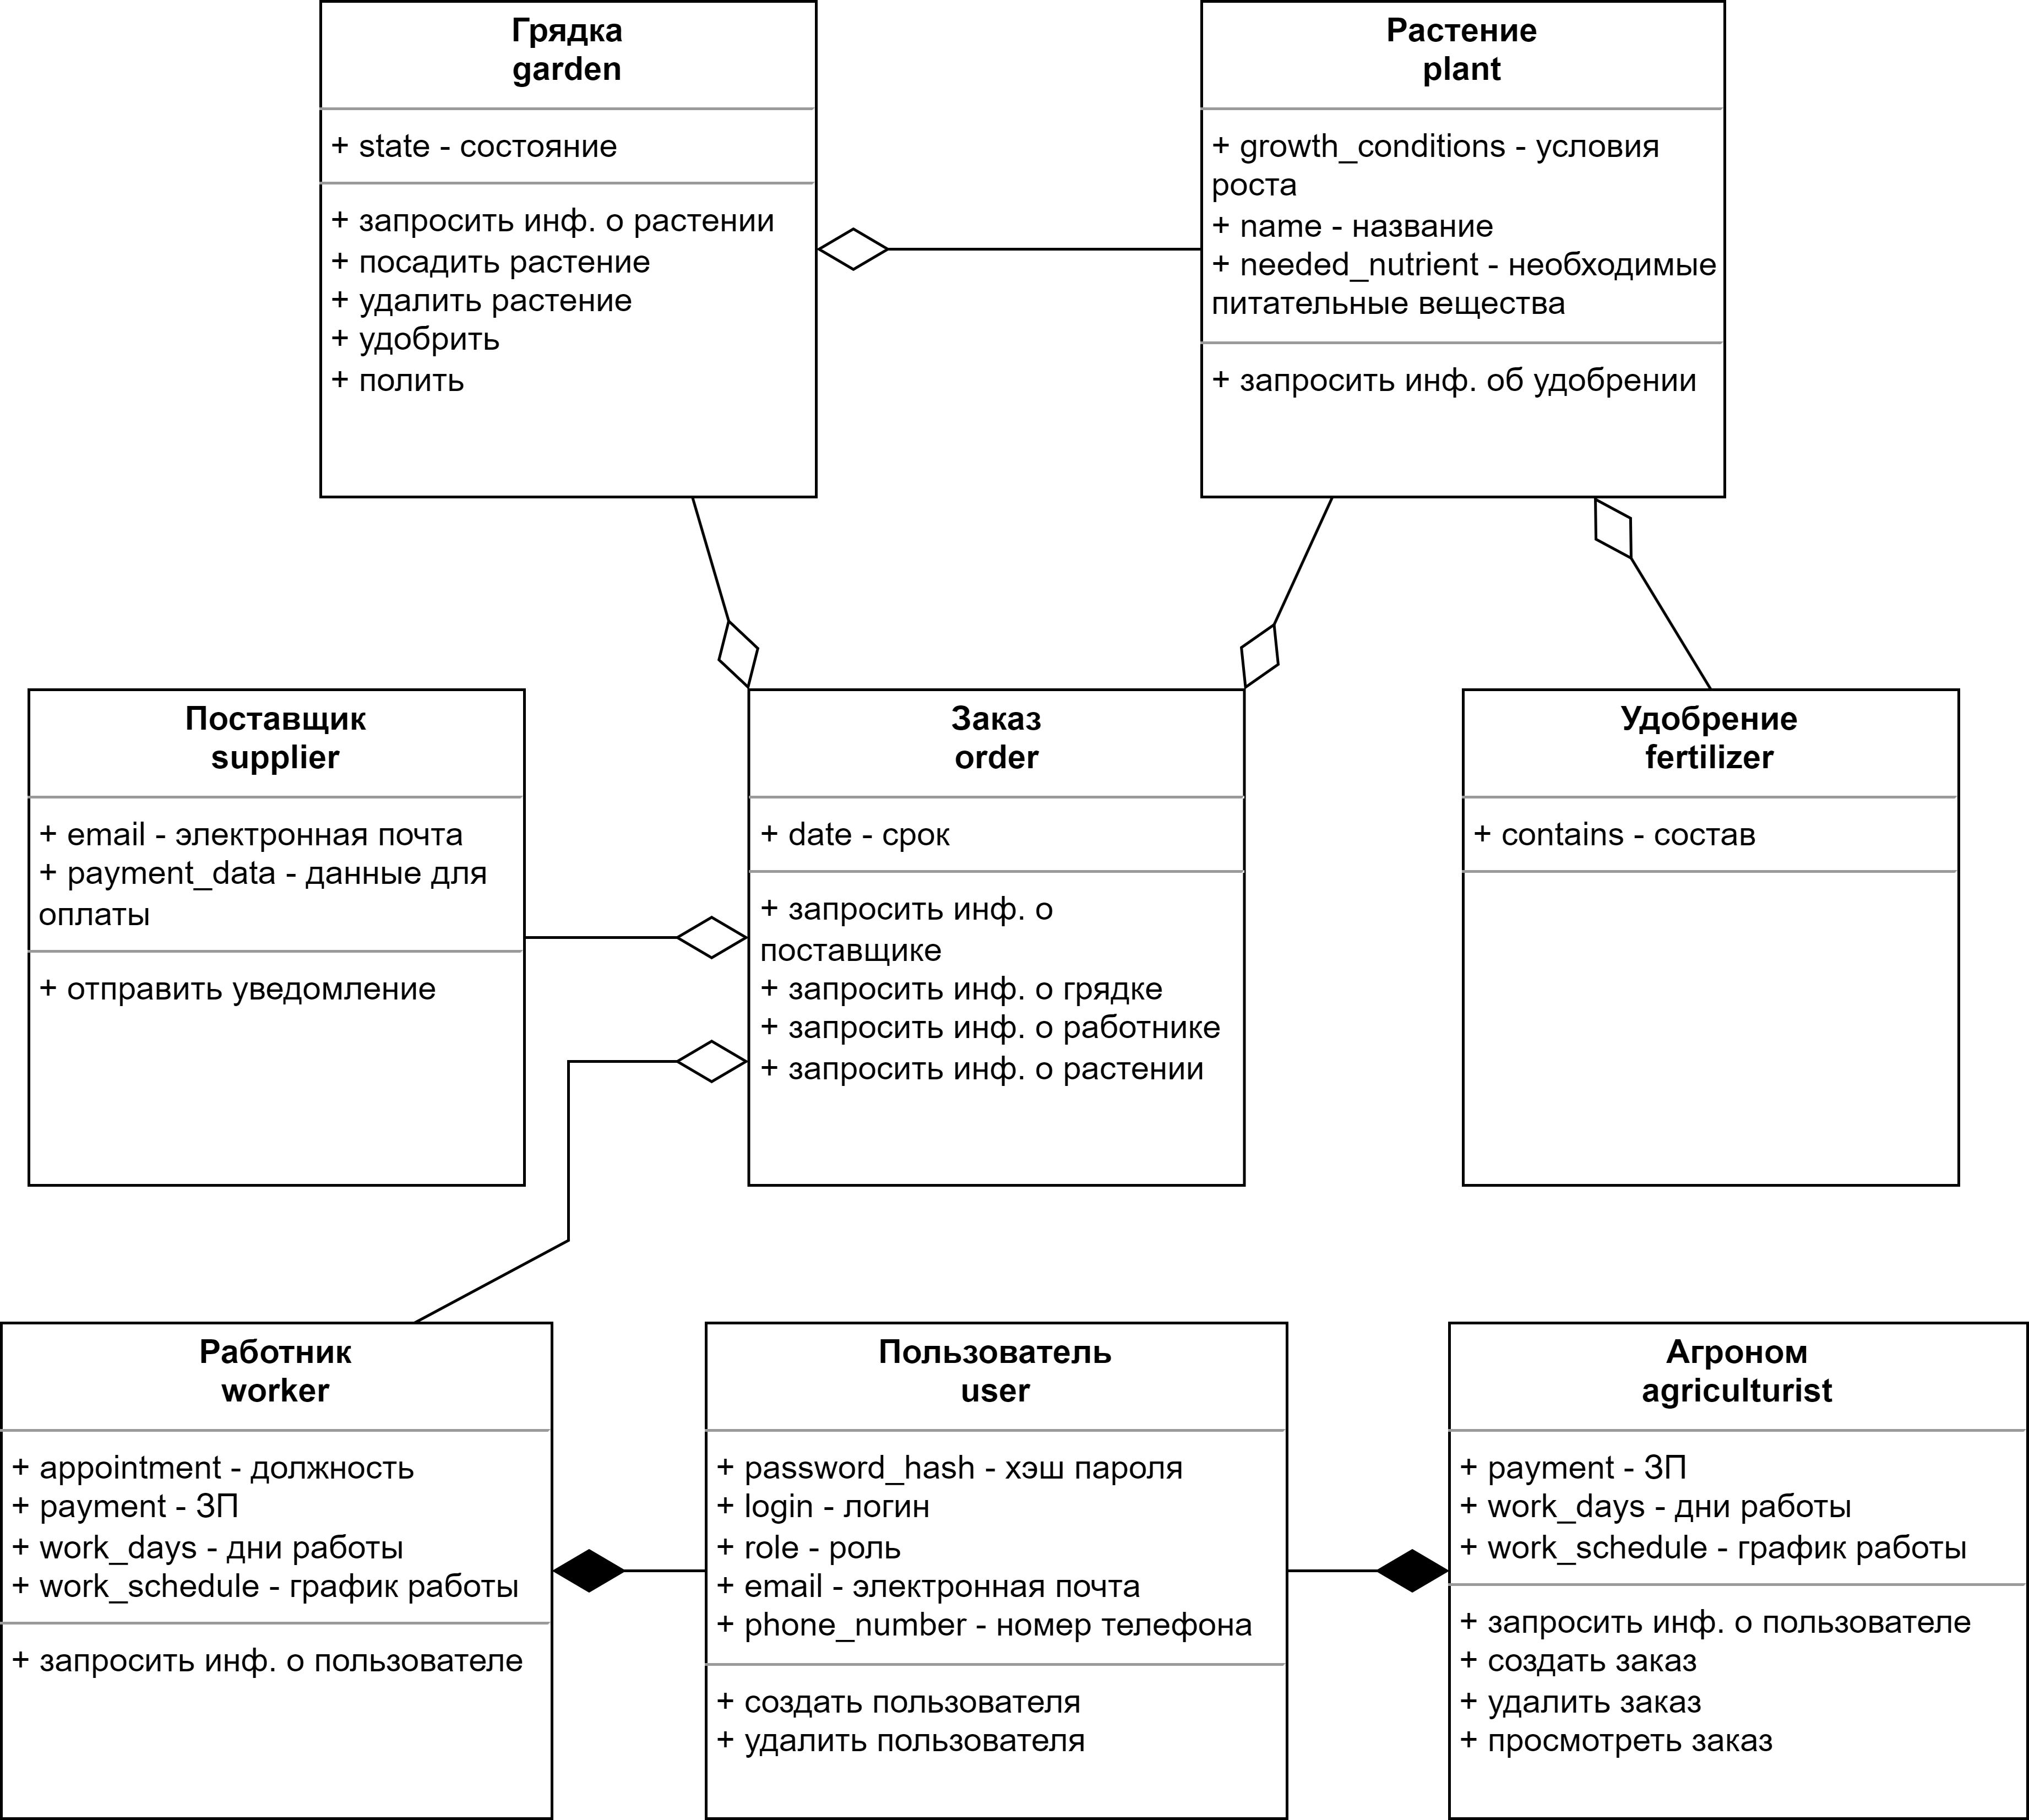 Грядка
garden
+ state - состояние
+ запросить инф. о растении
+ посадить растение
+ удалить растение
+ удобрить
+ полить
Растение
plant
+ growth_conditions - условия
роста
+ name - название
+ needed_nutrient - необходимые
питательные вещества
+ запросить инф. об удобрении
Поставщик
supplier
+ email - электронная почта
+ payment_data - данные для
оплаты
+ отправить уведомление
Заказ
order
+ date - срок
+ запросить инф. о
поставщике
+ запросить инф. о грядке
+ запросить инф. о работнике
+ запросить инф. о растении
Удобрение
fertilizer
+ contains - состав
Работник
worker
+ appointment - должность
+ payment - ЗП
+ work_days - дни работы
+ work_schedule - график работы
+ запросить инф. о пользователе
Пользователь
user
+ password_hash - хэш пароля
+ login - логин
+ role - роль
+ email - электронная почта
+ phone_number - номер телефона
+ создать пользователя
+ удалить пользователя
Агроном
agriculturist
+ payment - ЗП
+ work_days - дни работы
+ work_schedule - график работы
+ запросить инф. о пользователе
+ создать заказ
+ удалить заказ
+ просмотреть заказ